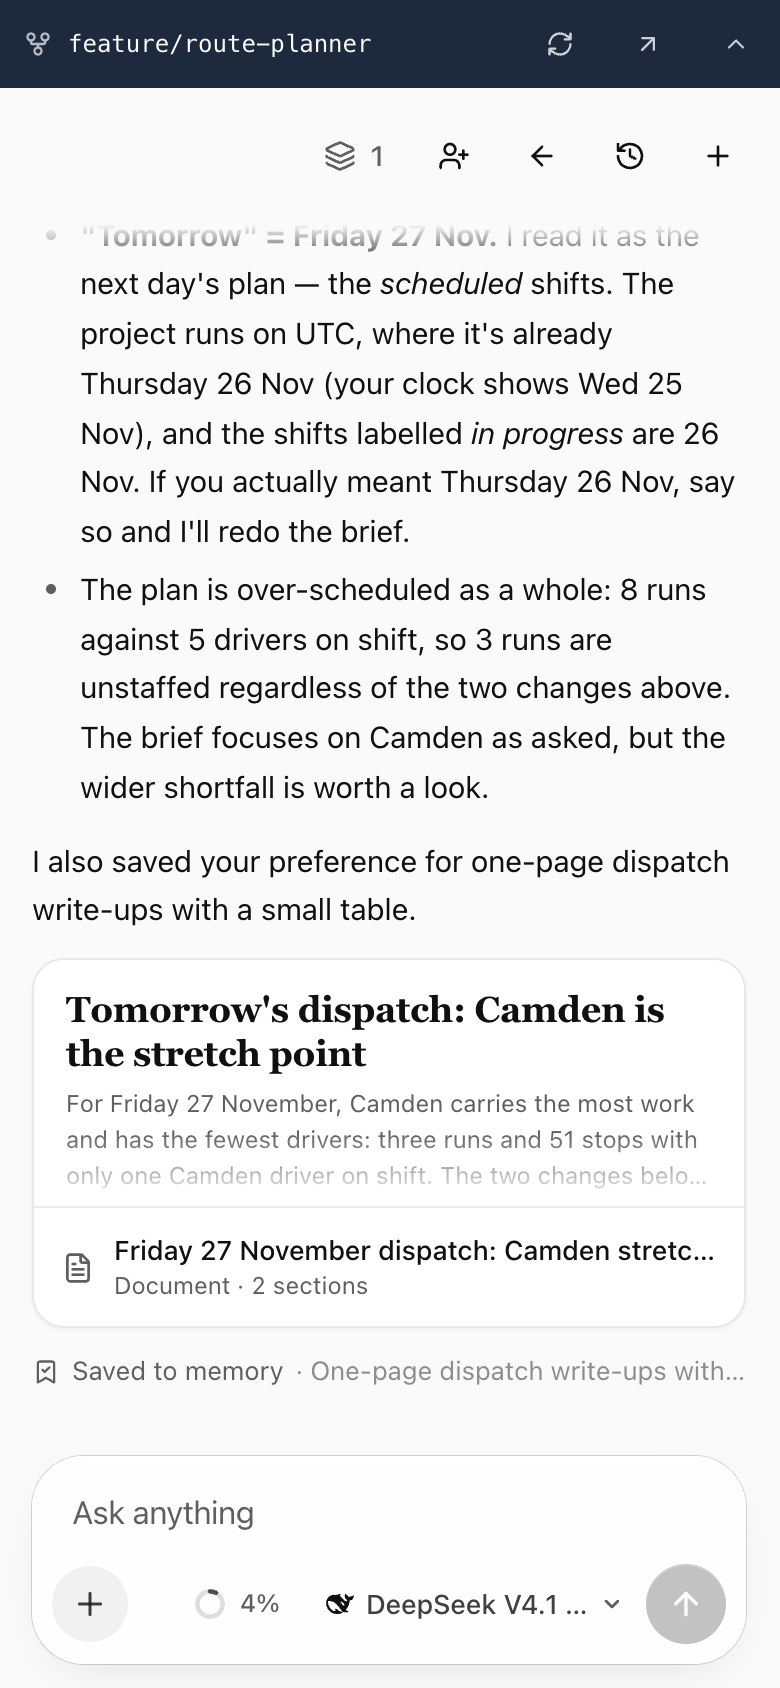 feature/route-planner
1
"Tomorrow" = Friday 27 Nov. I read it as the
next day's plan — the scheduled shifts. The
project runs on UTC, where it's already
Thursday 26 Nov (your clock shows Wed 25
Nov), and the shifts labelled in progress are 26
Nov. If you actually meant Thursday 26 Nov, say
so and I'll redo the brief.
The plan is over-scheduled as a whole: 8 runs
against 5 drivers on shift, so 3 runs are
unstaffed regardless of the two changes above.
The brief focuses on Camden as asked, but the
wider shortfall is worth a look.
I also saved your preference for one-page dispatch
write-ups with a small table.
Tomorrow's dispatch: Camden is
the stretch point
For Friday 27 November, Camden carries the most work
and has the fewest drivers: three runs and 51 stops with
only one Camden driver on shift. The two changes belo...
Friday 27 November dispatch: Camden stretc...
Document · 2 sections
Saved to memory · One-page dispatch write-ups with...
Ask anything
4% DeepSeek V4.1 ...